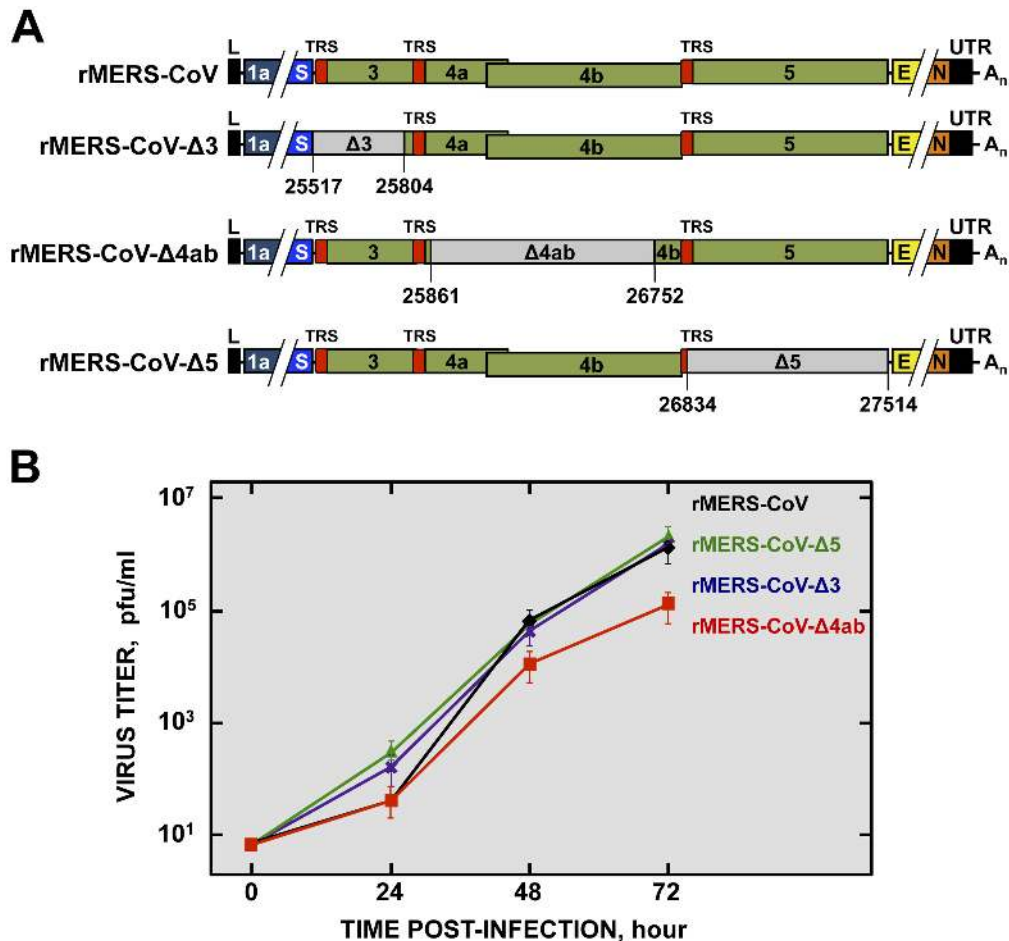 A
L TRS TRS TRS UTR
rMERS-CoV 1a S 3 4a 4b 5 E N An
L TRS TRS UTR
rMERS-CoV-Δ3 1a S Δ3 4a 4b 5 E N An
25517 25804
L TRS TRS TRS UTR
rMERS-CoV-Δ4ab 1a S 3 Δ4ab 4b 5 E N An
25861 26752
L TRS TRS TRS UTR
rMERS-CoV-Δ5 1a S 3 4a 4b Δ5 E N An
26834 27514
B
10⁷
rMERS-CoV
rMERS-CoV-Δ5
rMERS-CoV-Δ3
10⁵
rMERS-CoV-Δ4ab
10³
10¹
VIRUS TITER, pfu/ml
0 24 48 72
TIME POST-INFECTION, hour